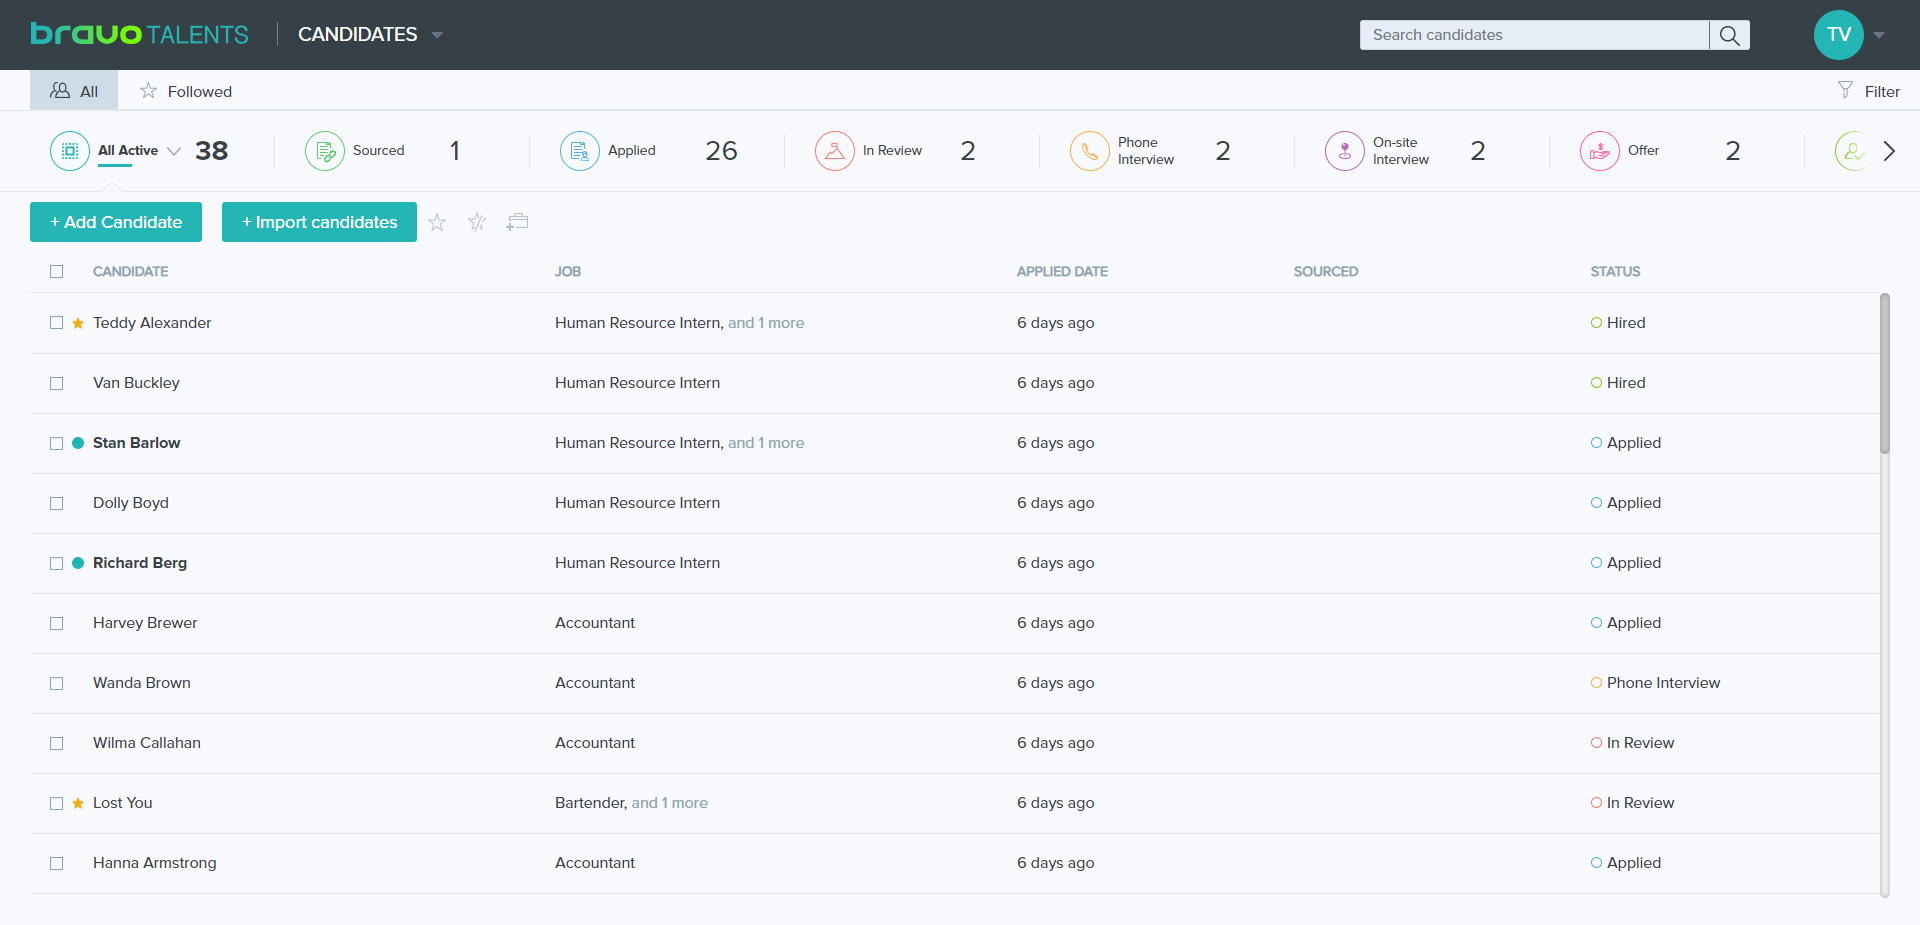 bravo TALENTS CANDIDATES Search candidates TV
All Followed Filter
All Active 38 Sourced 1 Applied 26 In Review 2 Phone Interview 2 On-site Interview 2 Offer 2
+ Add Candidate + Import candidates
CANDIDATE JOB APPLIED DATE SOURCED STATUS
Teddy Alexander Human Resource Intern, and 1 more 6 days ago Hired
Van Buckley Human Resource Intern 6 days ago Hired
Stan Barlow Human Resource Intern, and 1 more 6 days ago Applied
Dolly Boyd Human Resource Intern 6 days ago Applied
Richard Berg Human Resource Intern 6 days ago Applied
Harvey Brewer Accountant 6 days ago Applied
Wanda Brown Accountant 6 days ago Phone Interview
Wilma Callahan Accountant 6 days ago In Review
Lost You Bartender, and 1 more 6 days ago In Review
Hanna Armstrong Accountant 6 days ago Applied